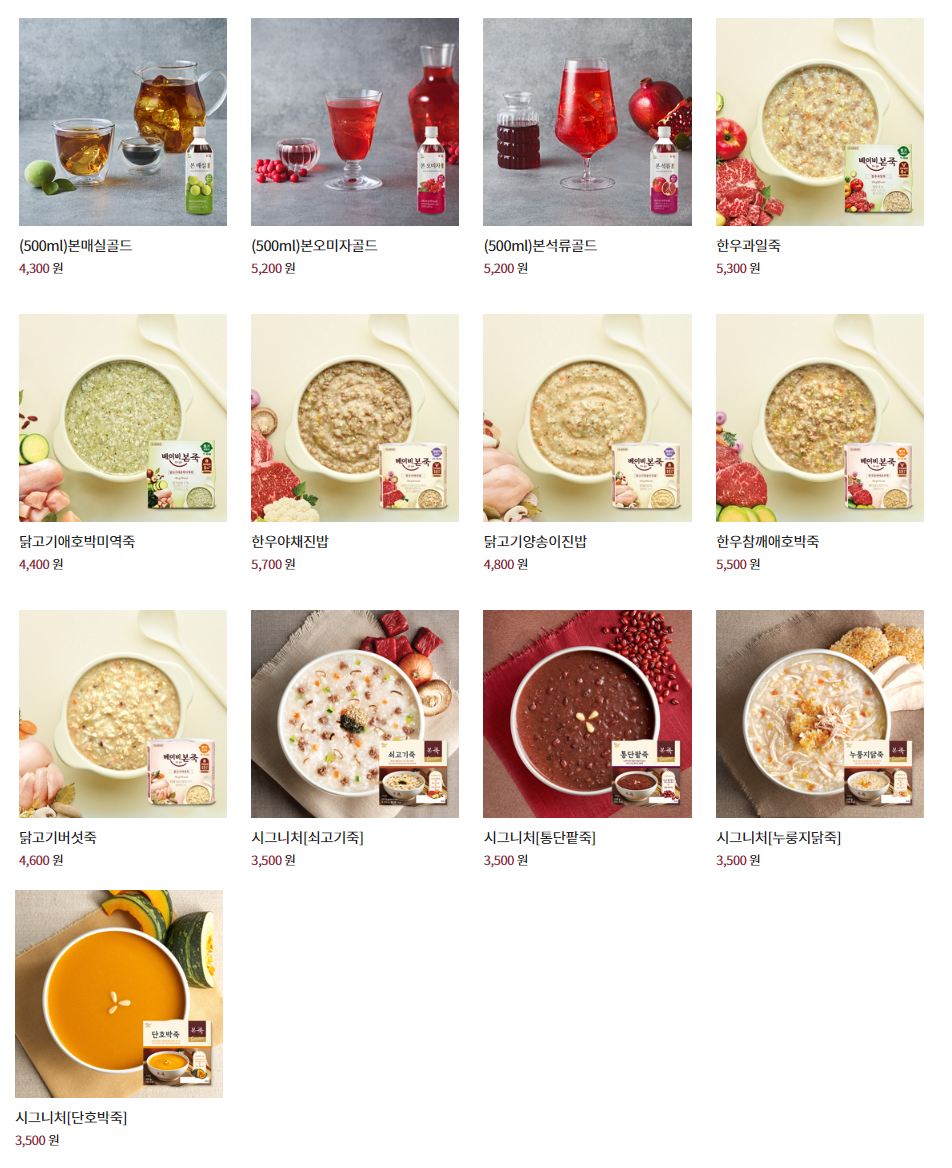 본 매실
본 오미자
본 석류
베이비본죽
(500ml)본매실골드
(500ml)본오미자골드
(500ml)본석류골드
한우과일죽
4,300 원
5,200 원
5,200 원
5,300 원
베이비본죽
베이비본죽
베이비본죽
베이비본죽
닭고기애호박미역죽
한우야채진밥
닭고기양송이진밥
한우참깨애호박죽
4,400 원
5,700 원
4,800 원
5,500 원
베이비본죽
쇠고기죽
본죽
통단팥죽
본죽
누룽지닭죽
본죽
닭고기버섯죽
시그니처[쇠고기죽]
시그니처[통단팥죽]
시그니처[누룽지닭죽]
4,600 원
3,500 원
3,500 원
3,500 원
단호박죽
본죽
시그니처[단호박죽]
3,500 원